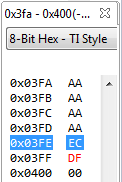 0x3fa - 0x400(-
8-Bit Hex - TI Style
0x03FA AA
0x03FB AA
0x03FC AA
0x03FD AA
0x03FE EC
0x03FF DF
0x0400 00